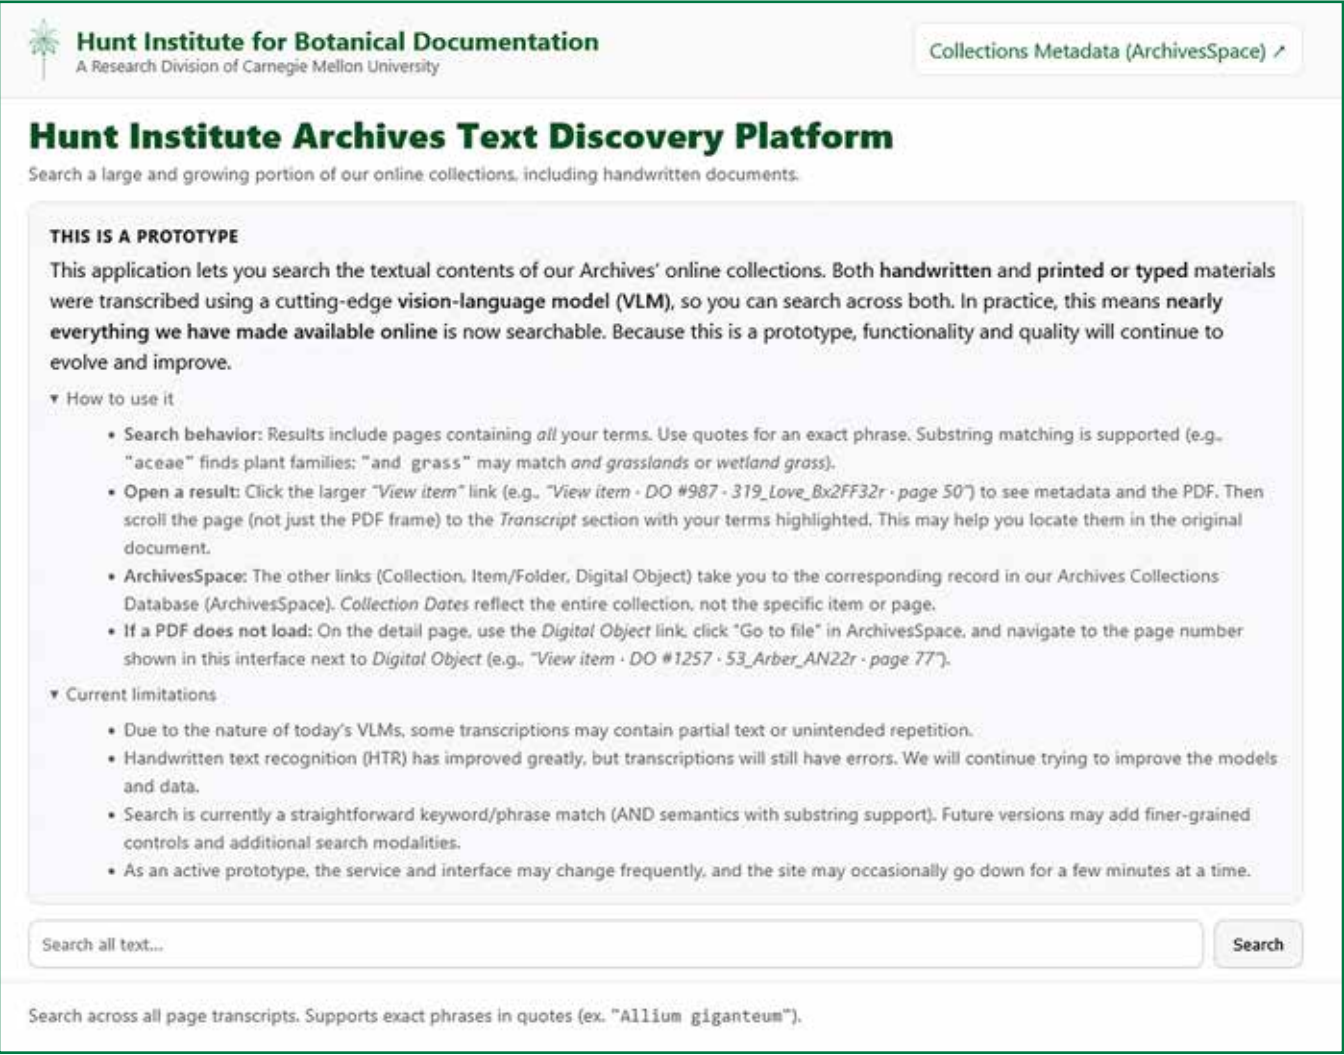 Hunt Institute for Botanical Documentation
A Research Division of Carnegie Mellon University
Collections Metadata (ArchivesSpace) ↗
Hunt Institute Archives Text Discovery Platform
Search a large and growing portion of our online collections, including handwritten documents.
THIS IS A PROTOTYPE
This application lets you search the textual contents of our Archives’ online collections. Both handwritten and printed or typed materials
were transcribed using a cutting-edge vision-language model (VLM), so you can search across both. In practice, this means nearly
everything we have made available online is now searchable. Because this is a prototype, functionality and quality will continue to
evolve and improve.
▾ How to use it
• Search behavior: Results include pages containing all your terms. Use quotes for an exact phrase. Substring matching is supported (e.g.,
"aceae" finds plant families; "and grass" may match and grasslands or wetland grass).
• Open a result: Click the larger “View item” link (e.g., “View item · DO #987 · 319_Love_Bx2FF32r · page 50”) to see metadata and the PDF. Then
scroll the page (not just the PDF frame) to the Transcript section with your terms highlighted. This may help you locate them in the original
document.
• ArchivesSpace: The other links (Collection, Item/Folder, Digital Object) take you to the corresponding record in our Archives Collections
Database (ArchivesSpace). Collection Dates reflect the entire collection, not the specific item or page.
• If a PDF does not load: On the detail page, use the Digital Object link, click “Go to file” in ArchivesSpace, and navigate to the page number
shown in this interface next to Digital Object (e.g., “View item · DO #1257 · 53_Arber_AN22r · page 77”).
▾ Current limitations
• Due to the nature of today’s VLMs, some transcriptions may contain partial text or unintended repetition.
• Handwritten text recognition (HTR) has improved greatly, but transcriptions will still have errors. We will continue trying to improve the models
and data.
• Search is currently a straightforward keyword/phrase match (AND semantics with substring support). Future versions may add finer-grained
controls and additional search modalities.
• As an active prototype, the service and interface may change frequently, and the site may occasionally go down for a few minutes at a time.
Search all text...
Search
Search across all page transcripts. Supports exact phrases in quotes (ex. "Allium giganteum").